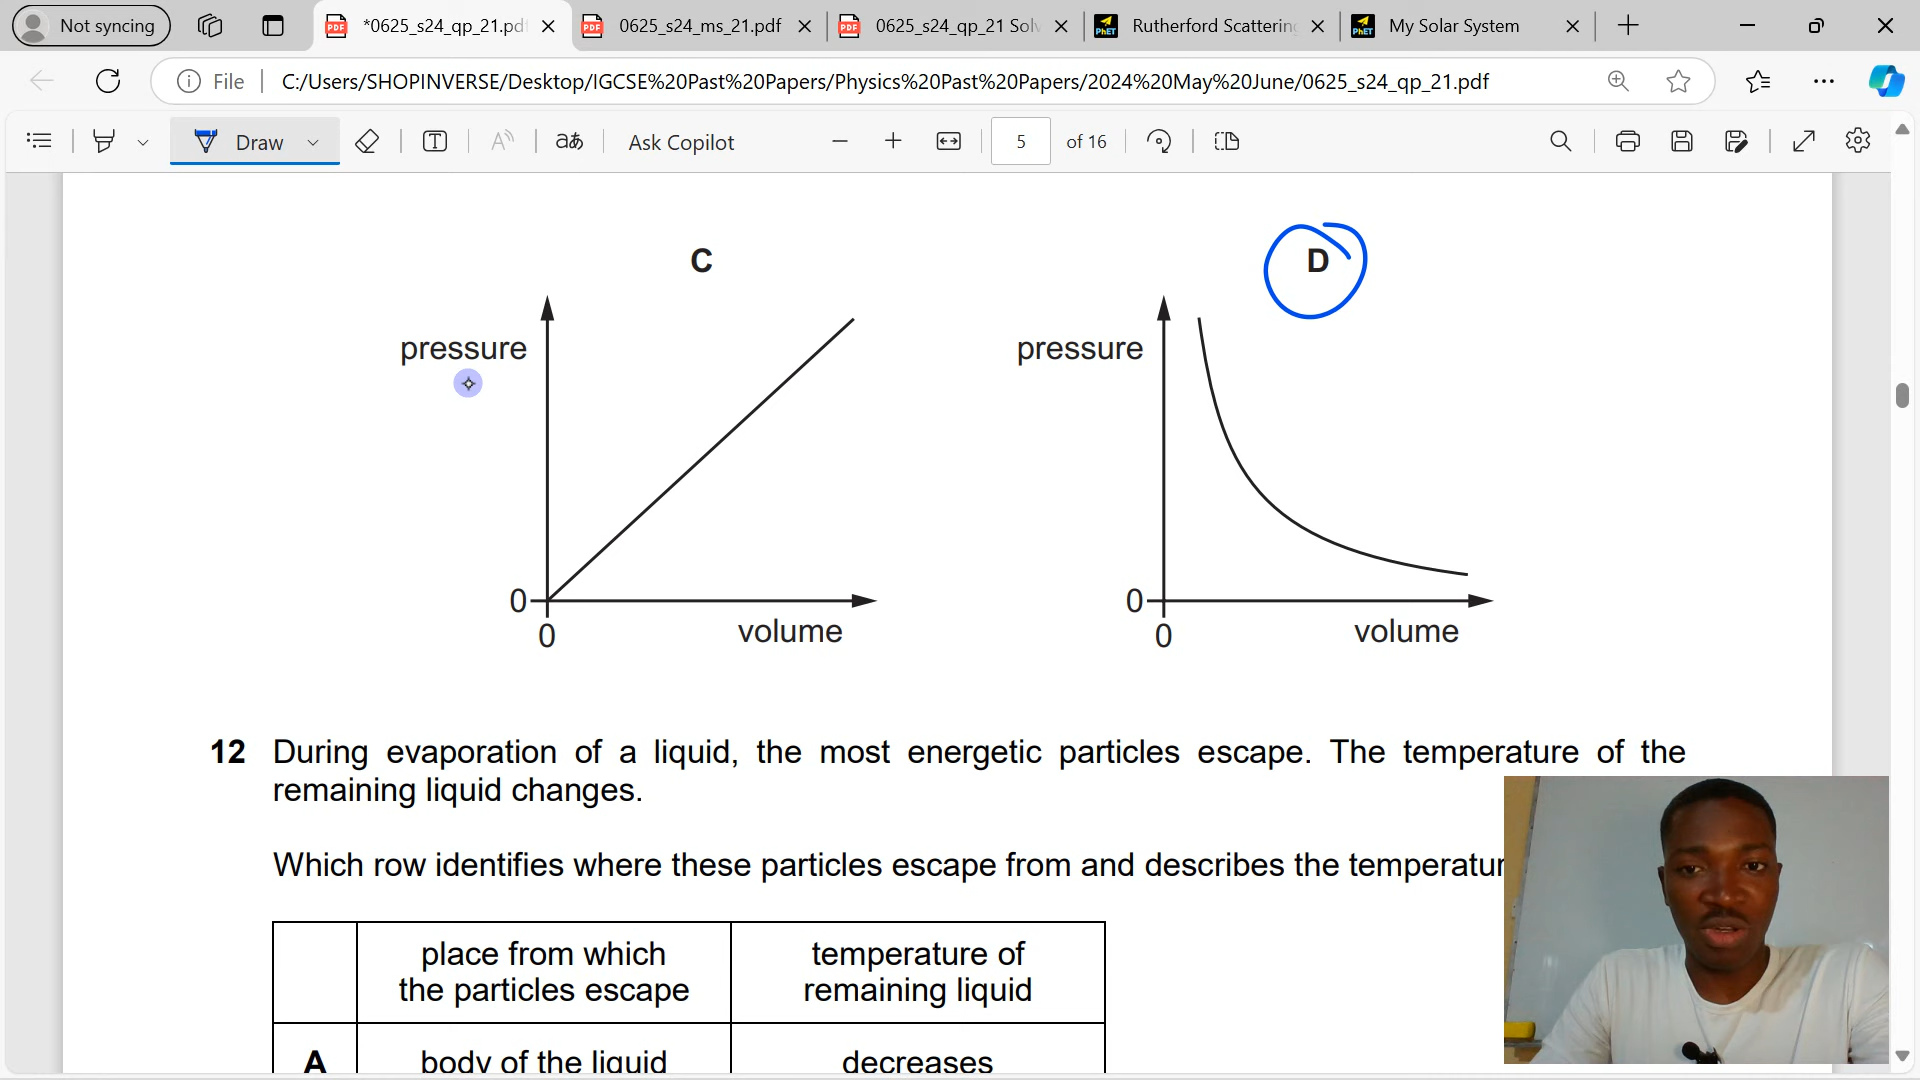 Not syncing
*0625_s24_qp_21.pdf
0625_s24_ms_21.pdf
0625_s24_qp_21 Solv
Rutherford Scattering
My Solar System
File
C:/Users/SHOPINVERSE/Desktop/IGCSE%20Past%20Papers/Physics%20Past%20Papers/2024%20May%20June/0625_s24_qp_21.pdf
Draw
Ask Copilot
5 of 16
C
D
pressure
pressure
0
0
0
volume
0
volume
12 During evaporation of a liquid, the most energetic particles escape. The temperature of the
remaining liquid changes.
Which row identifies where these particles escape from and describes the temperatur
place from which
the particles escape
temperature of
remaining liquid
A body of the liquid decreases